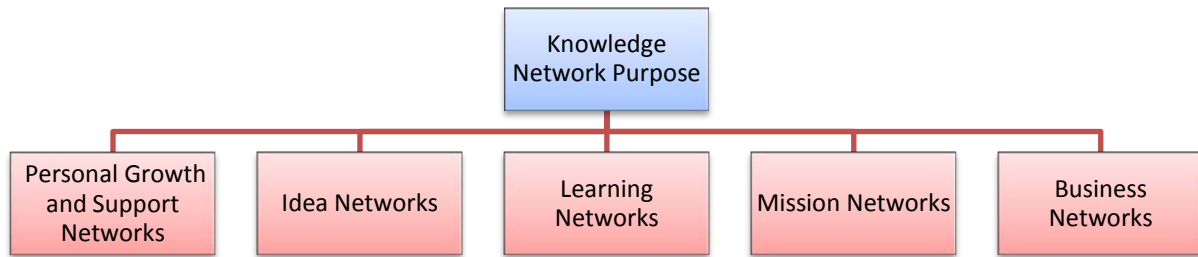 Knowledge
Network Purpose
Personal Growth
and Support
Networks
Idea Networks
Learning
Networks
Mission Networks
Business
Networks